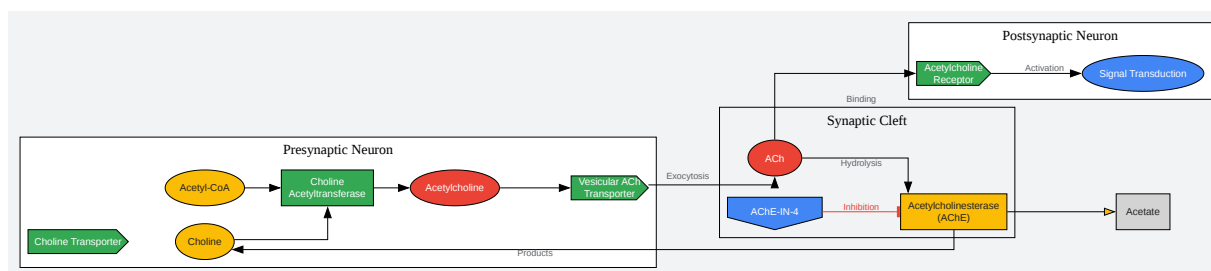 Postsynaptic Neuron
Acetylcholine
Receptor
Activation
Signal Transduction
Binding
Synaptic Cleft
Presynaptic Neuron
ACh
Hydrolysis
Acetyl-CoA
Choline
Acetyltransferase
Acetylcholine
Vesicular ACh
Transporter
Exocytosis
AChE-IN-4
Inhibition
Acetylcholinesterase
(AChE)
Acetate
Choline Transporter
Choline
Products